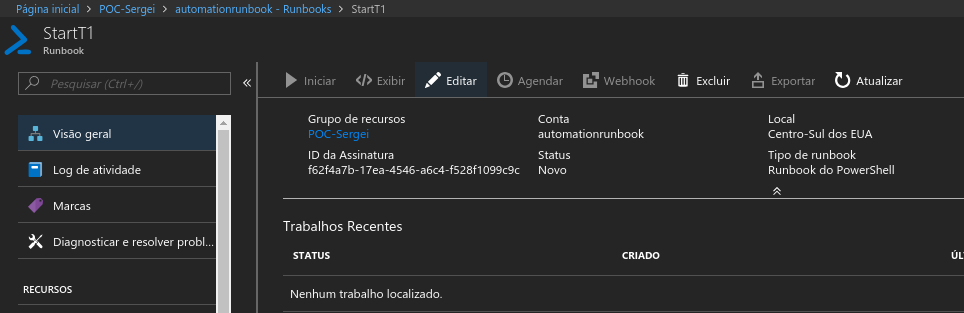 Página inicial > POC-Sergei > automationrunbook - Runbooks > StartT1
StartT1
Runbook
Pesquisar (Ctrl+/)
«
Iniciar </> Exibir Editar Agendar Webhook Excluir Exportar Atualizar
Visão geral
Log de atividade
Marcas
Diagnosticar e resolver probl...
RECURSOS
Grupo de recursos
POC-Sergei
ID da Assinatura
f62f4a7b-17ea-4546-a6c4-f528f1099c9c
Conta
automationrunbook
Status
Novo
Local
Centro-Sul dos EUA
Tipo de runbook
Runbook do PowerShell
Trabalhos Recentes
STATUS CRIADO
Nenhum trabalho localizado.